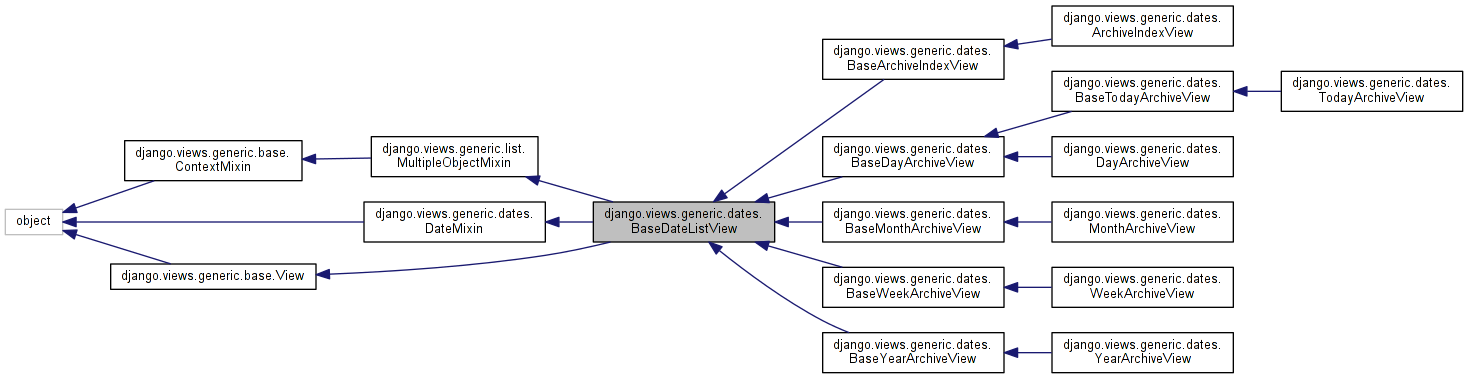 object
django.views.generic.base.
ContextMixin
django.views.generic.base.View
django.views.generic.list.
MultipleObjectMixin
django.views.generic.dates.
DateMixin
django.views.generic.dates.
BaseDateListView
django.views.generic.dates.
BaseArchiveIndexView
django.views.generic.dates.
BaseDayArchiveView
django.views.generic.dates.
BaseMonthArchiveView
django.views.generic.dates.
BaseWeekArchiveView
django.views.generic.dates.
BaseYearArchiveView
django.views.generic.dates.
ArchiveIndexView
django.views.generic.dates.
BaseTodayArchiveView
django.views.generic.dates.
DayArchiveView
django.views.generic.dates.
MonthArchiveView
django.views.generic.dates.
WeekArchiveView
django.views.generic.dates.
YearArchiveView
django.views.generic.dates.
TodayArchiveView